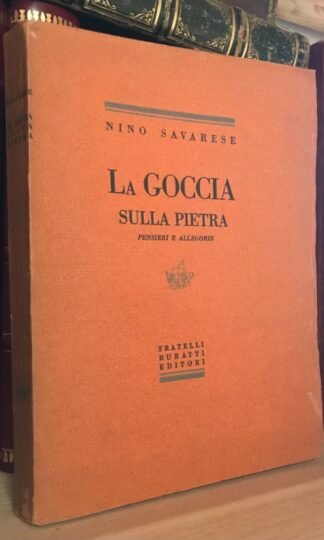 NINO SAVARESE
LA GOCCIA
SULLA PIETRA
PENSIERI E ALLEGORIE
FRATELLI
BURATTI
EDITORI